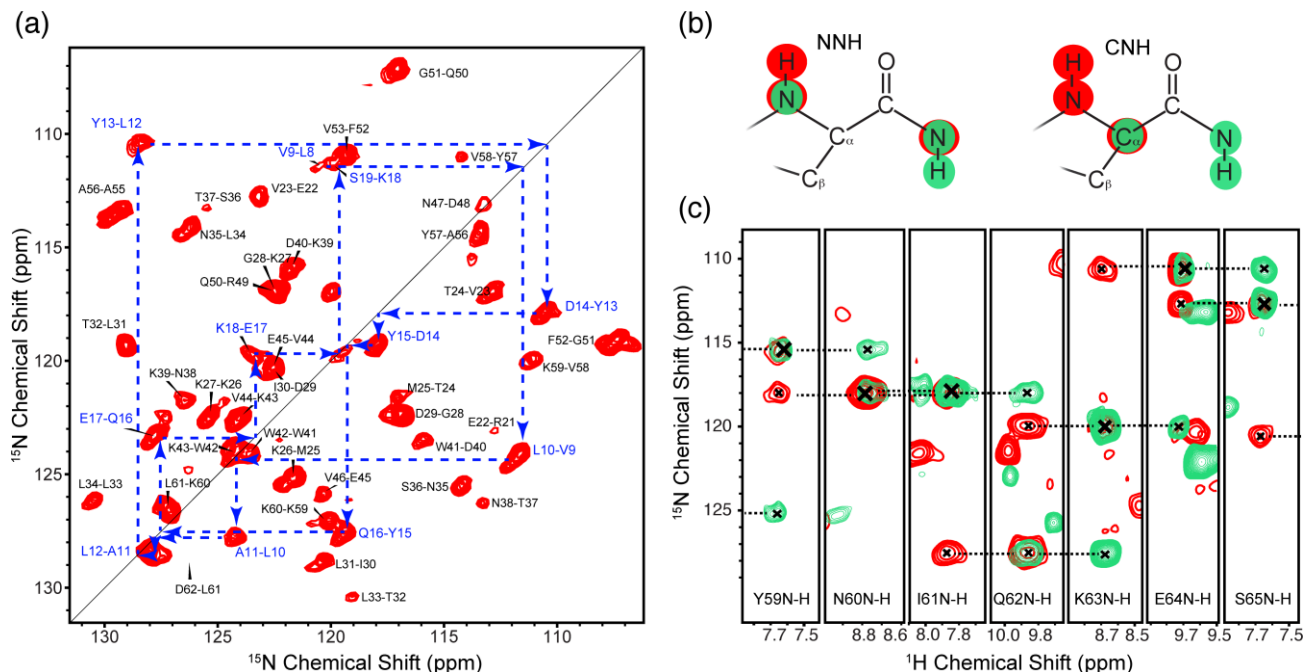 (a)
110
115
120
125
130
15N Chemical Shift (ppm)
130
125
120
115
110
15N Chemical Shift (ppm)
G51-Q50
Y13-L12
V53-F52
V9-L8
V58-Y57
S19-K18
A56-A55
T37-S36
V23-E22
N47-D48
N35-L34
D40-K39
Y57-A56
G28-K27
Q50-R49
T24-V23
D14-Y13
T32-L31
K18-E17
E45-V44
Y15-D14
F52-G51
K59-V58
K39-N38
K27-K26
I30-D29
V44-K43
M25-T24
D29-G28
E17-Q16
W42-W41
E22-R21
K43-W42
W41-D40
L10-V9
K26-M25
L34-L33
L61-K60
V46-E45
S36-N35
K60-K59
N38-T37
Q16-Y15
L12-A11
A11-L10
L31-I30
D62-L61
L33-T32
(b)
NNH
CNH
H
N
O
Cα
Cβ
N
H
H
N
O
Cα
Cβ
N
H
(c)
110
115
120
125
15N Chemical Shift (ppm)
Y59N-H
N60N-H
I61N-H
Q62N-H
K63N-H
E64N-H
S65N-H
7.7 7.5
8.8 8.6
8.0 7.8
10.0 9.8
8.7 8.5
9.7 9.5
7.7 7.5
1H Chemical Shift (ppm)